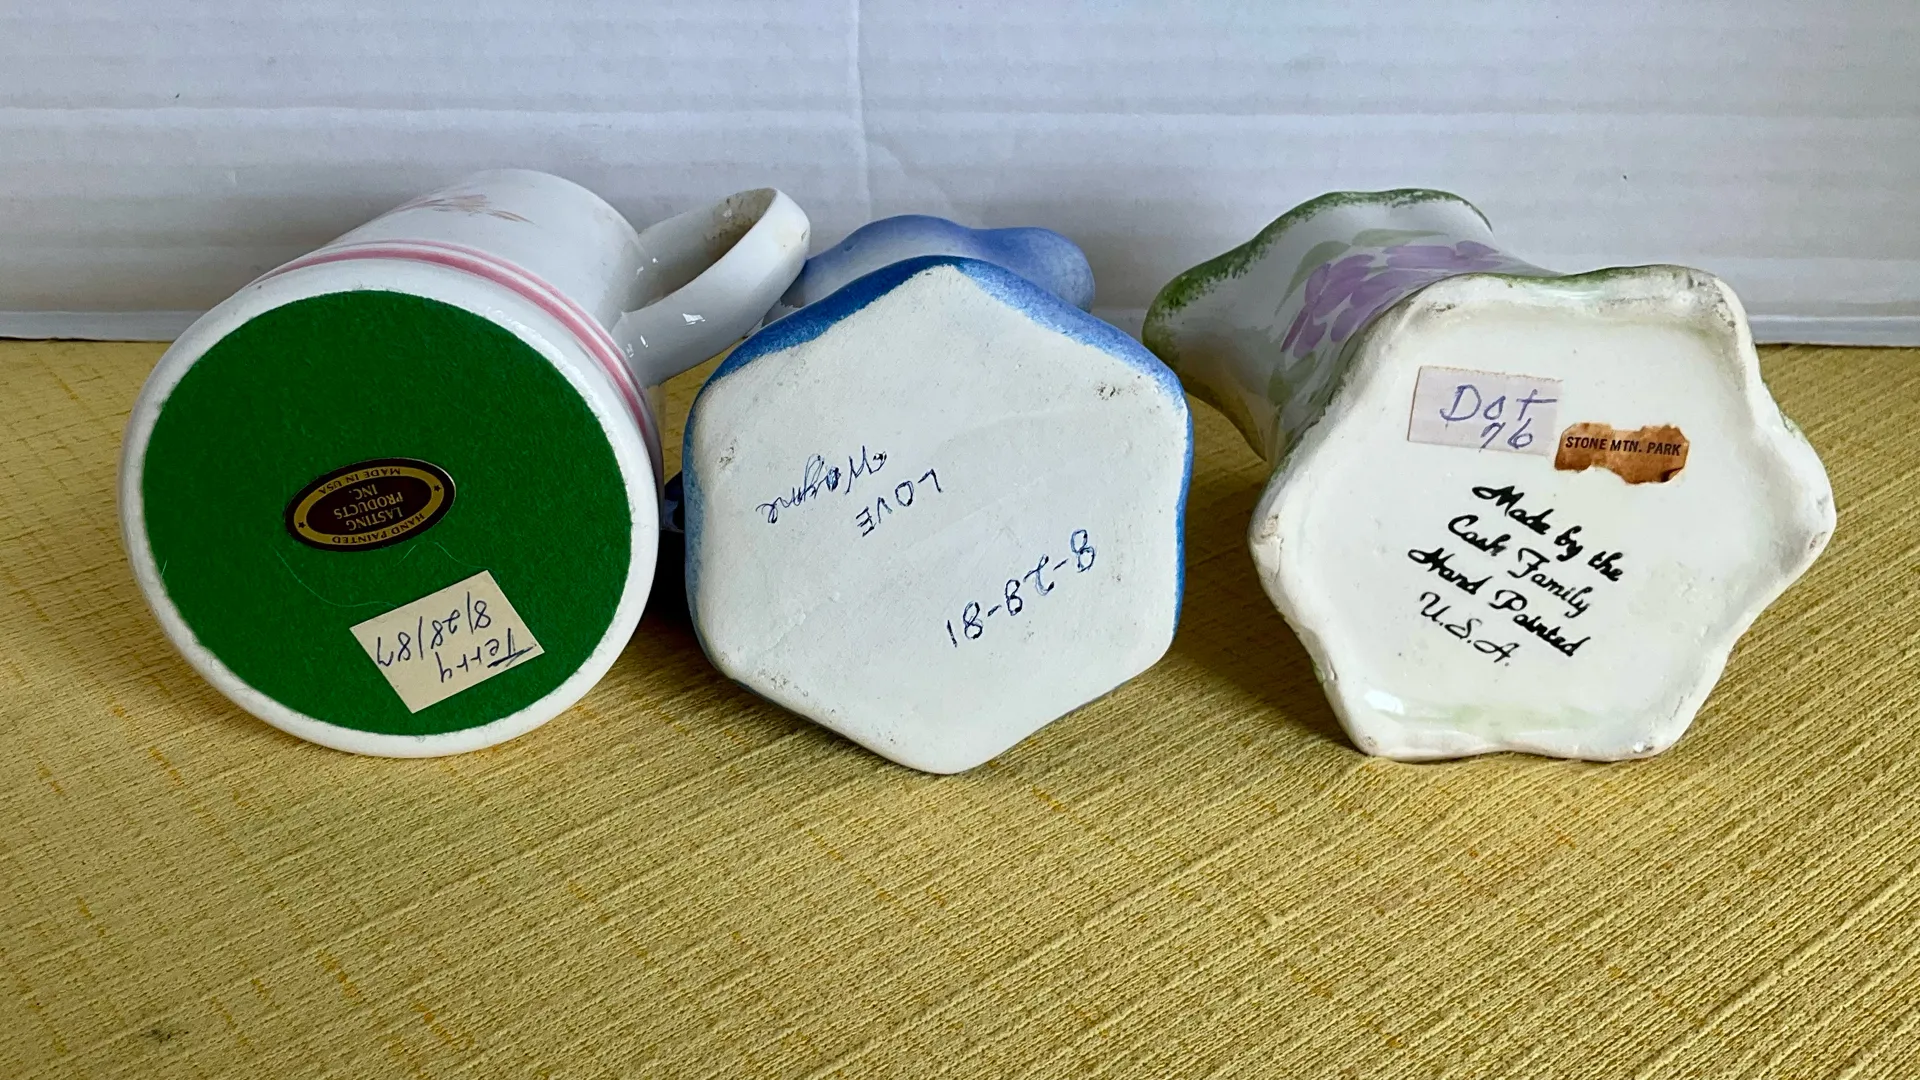 HAND PAINTED
LASTING
PRODUCTS
INC.
MADE IN USA
Terry
8/28/87
8-28-81
LOVE
Wayne
Dot
76
STONE MTN. PARK
Made by the
Cash Family
Hand Painted
U.S.A.